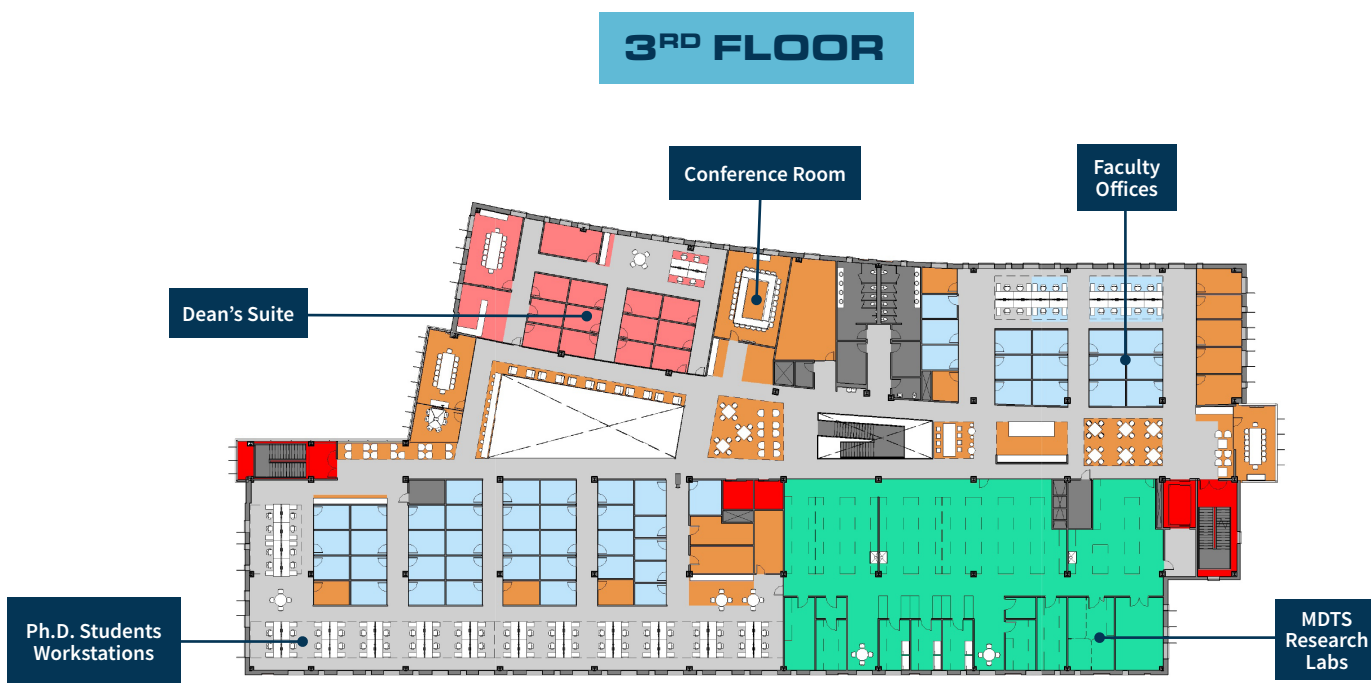 3RD FLOOR
Conference Room
Faculty
Offices
Dean’s Suite
Ph.D. Students
Workstations
MDTS
Research
Labs